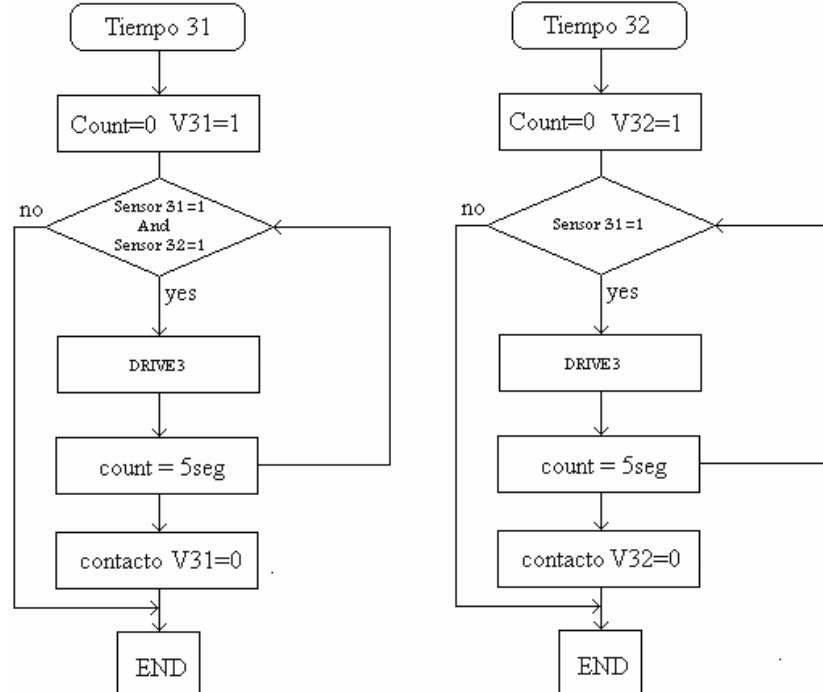 Tiempo 31
Count=0 V31=1
no
Sensor 31=1
And
Sensor 32=1
yes
DRIVE3
count = 5seg
contacto V31=0
END
Tiempo 32
Count=0 V32=1
no
Sensor 31=1
yes
DRIVE3
count = 5seg
contacto V32=0
END